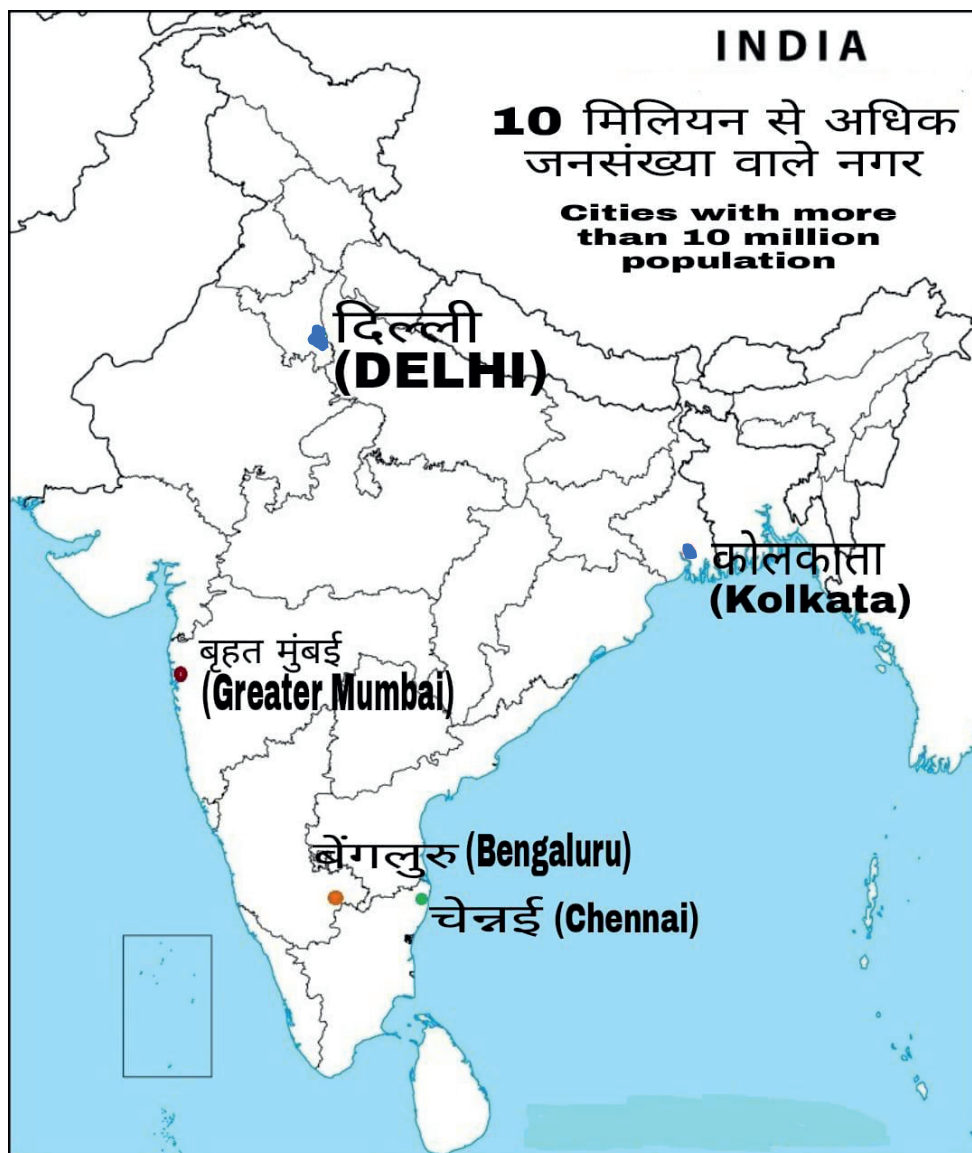 INDIA
10 मिलियन से अधिक
जनसंख्या वाले नगर
Cities with more
than 10 million
population
दिल्ली
(DELHI)
कोलकाता
(Kolkata)
बृहत मुंबई
(Greater Mumbai)
बेंगलुरु (Bengaluru)
चेन्नई (Chennai)